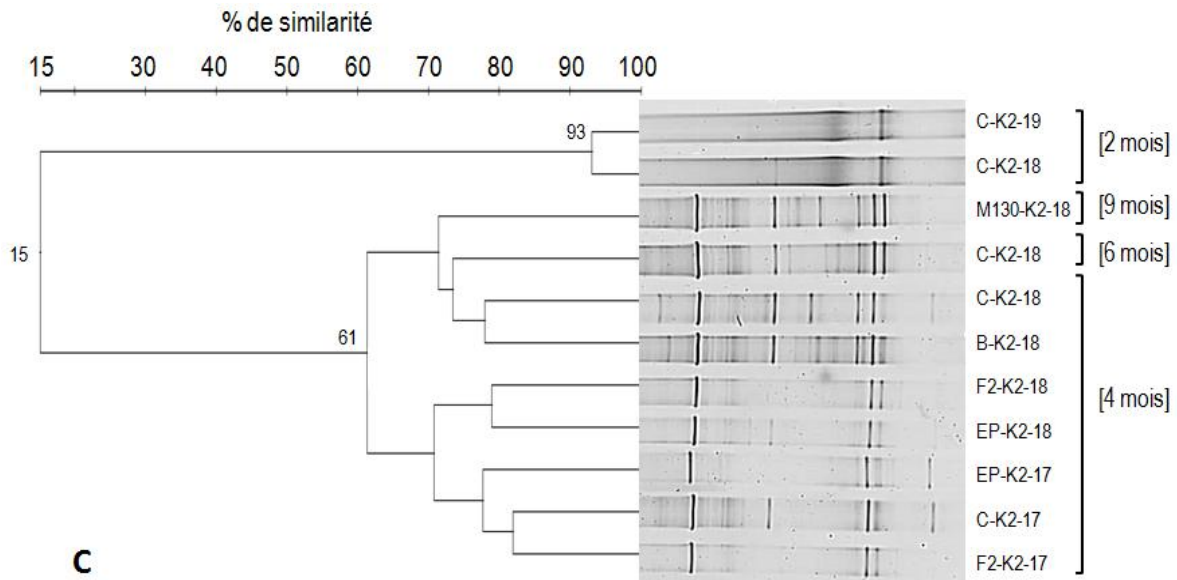 % de similarité
15 30 40 50 60 70 80 90 100
93
C-K2-19
C-K2-18
[2 mois]
M130-K2-18
[9 mois]
15
C-K2-18
[6 mois]
C-K2-18
61
B-K2-18
F2-K2-18
[4 mois]
EP-K2-18
EP-K2-17
C-K2-17
C
F2-K2-17